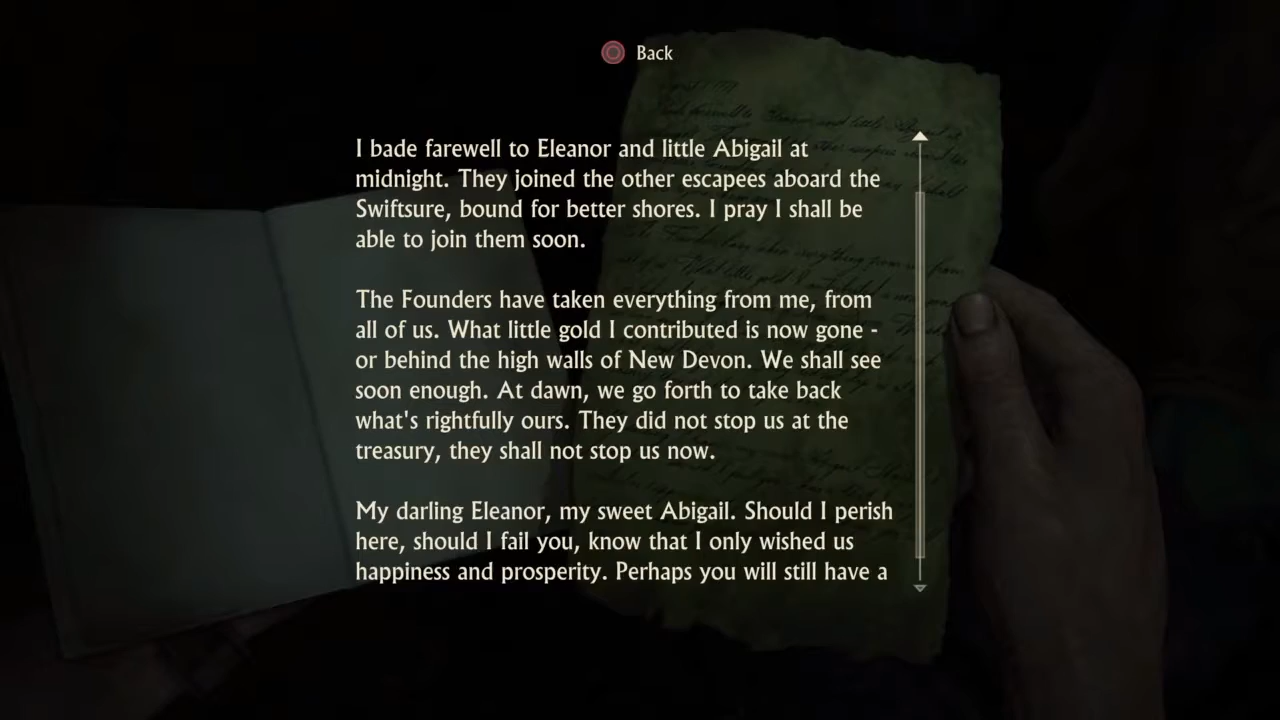 Back
I bade farewell to Eleanor and little Abigail at
midnight. They joined the other escapees aboard the
Swiftsure, bound for better shores. I pray I shall be
able to join them soon.
The Founders have taken everything from me, from
all of us. What little gold I contributed is now gone -
or behind the high walls of New Devon. We shall see
soon enough. At dawn, we go forth to take back
what's rightfully ours. They did not stop us at the
treasury, they shall not stop us now.
My darling Eleanor, my sweet Abigail. Should I perish
here, should I fail you, know that I only wished us
happiness and prosperity. Perhaps you will still have a